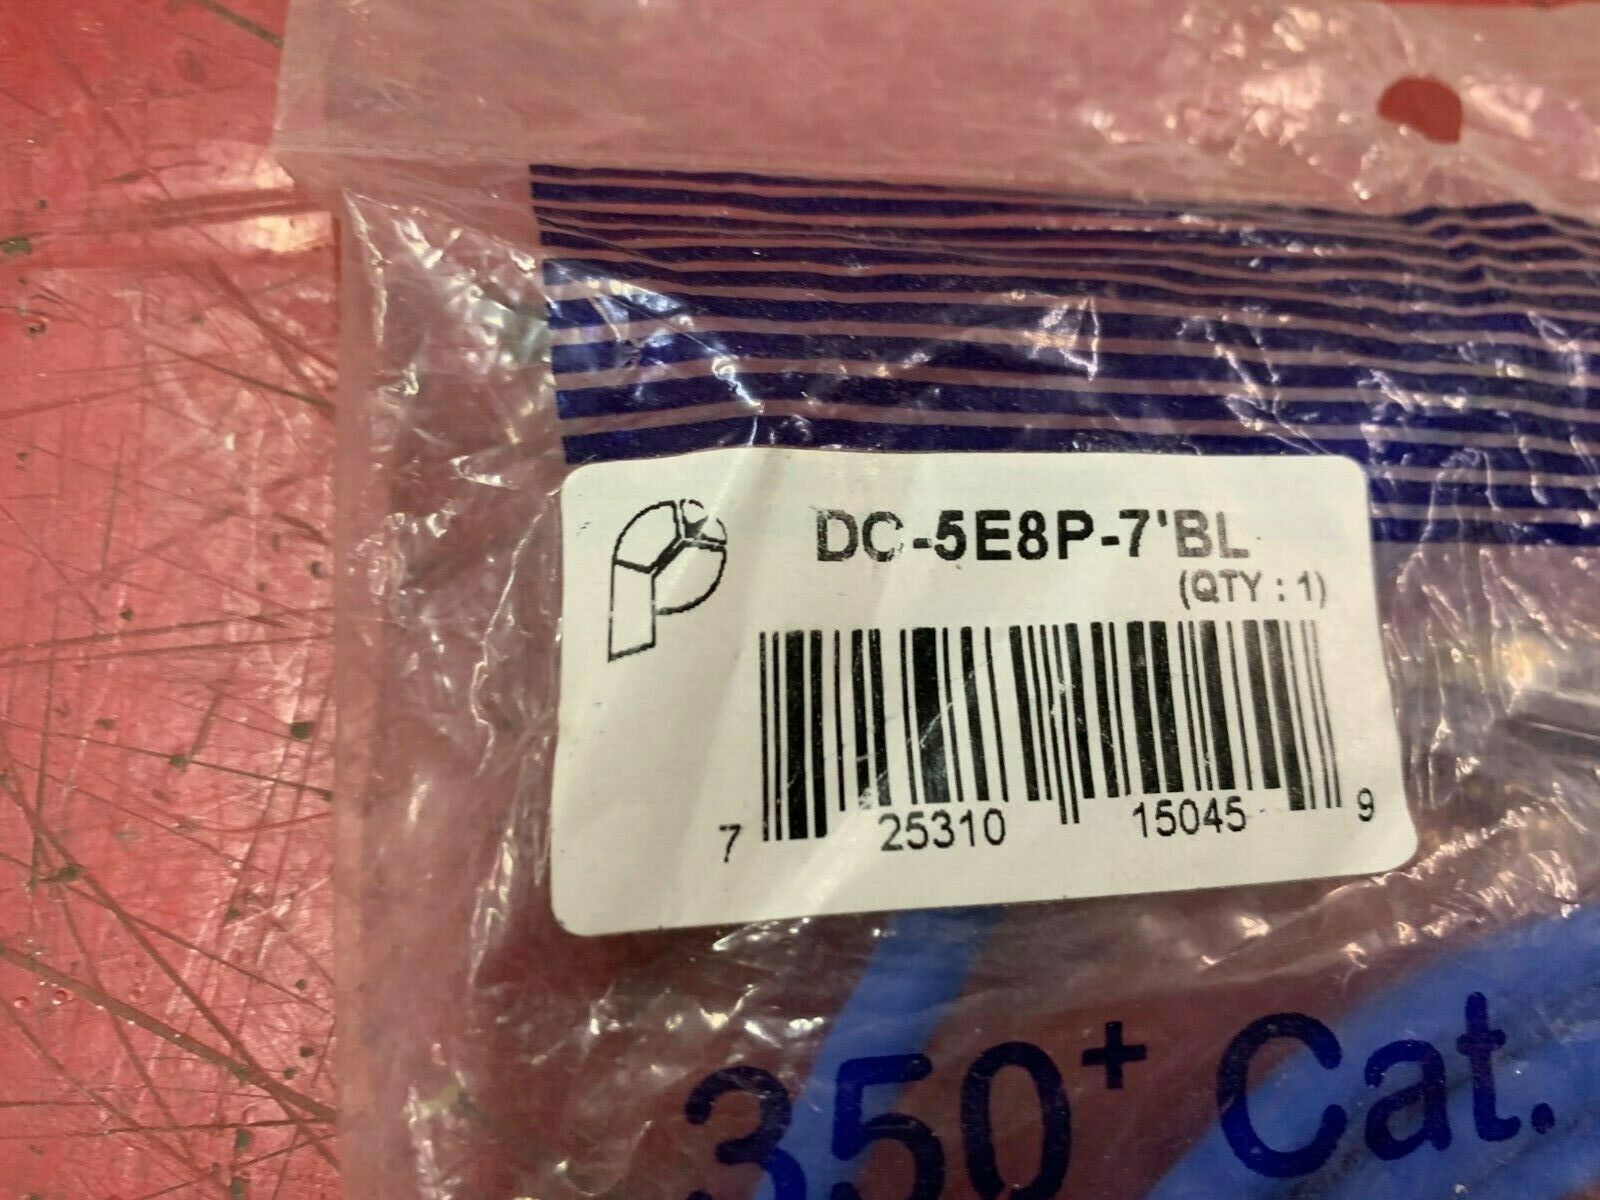 DC-5E8P-7'BL
(QTY : 1)
7 25310 15045 9
350+ Cat.